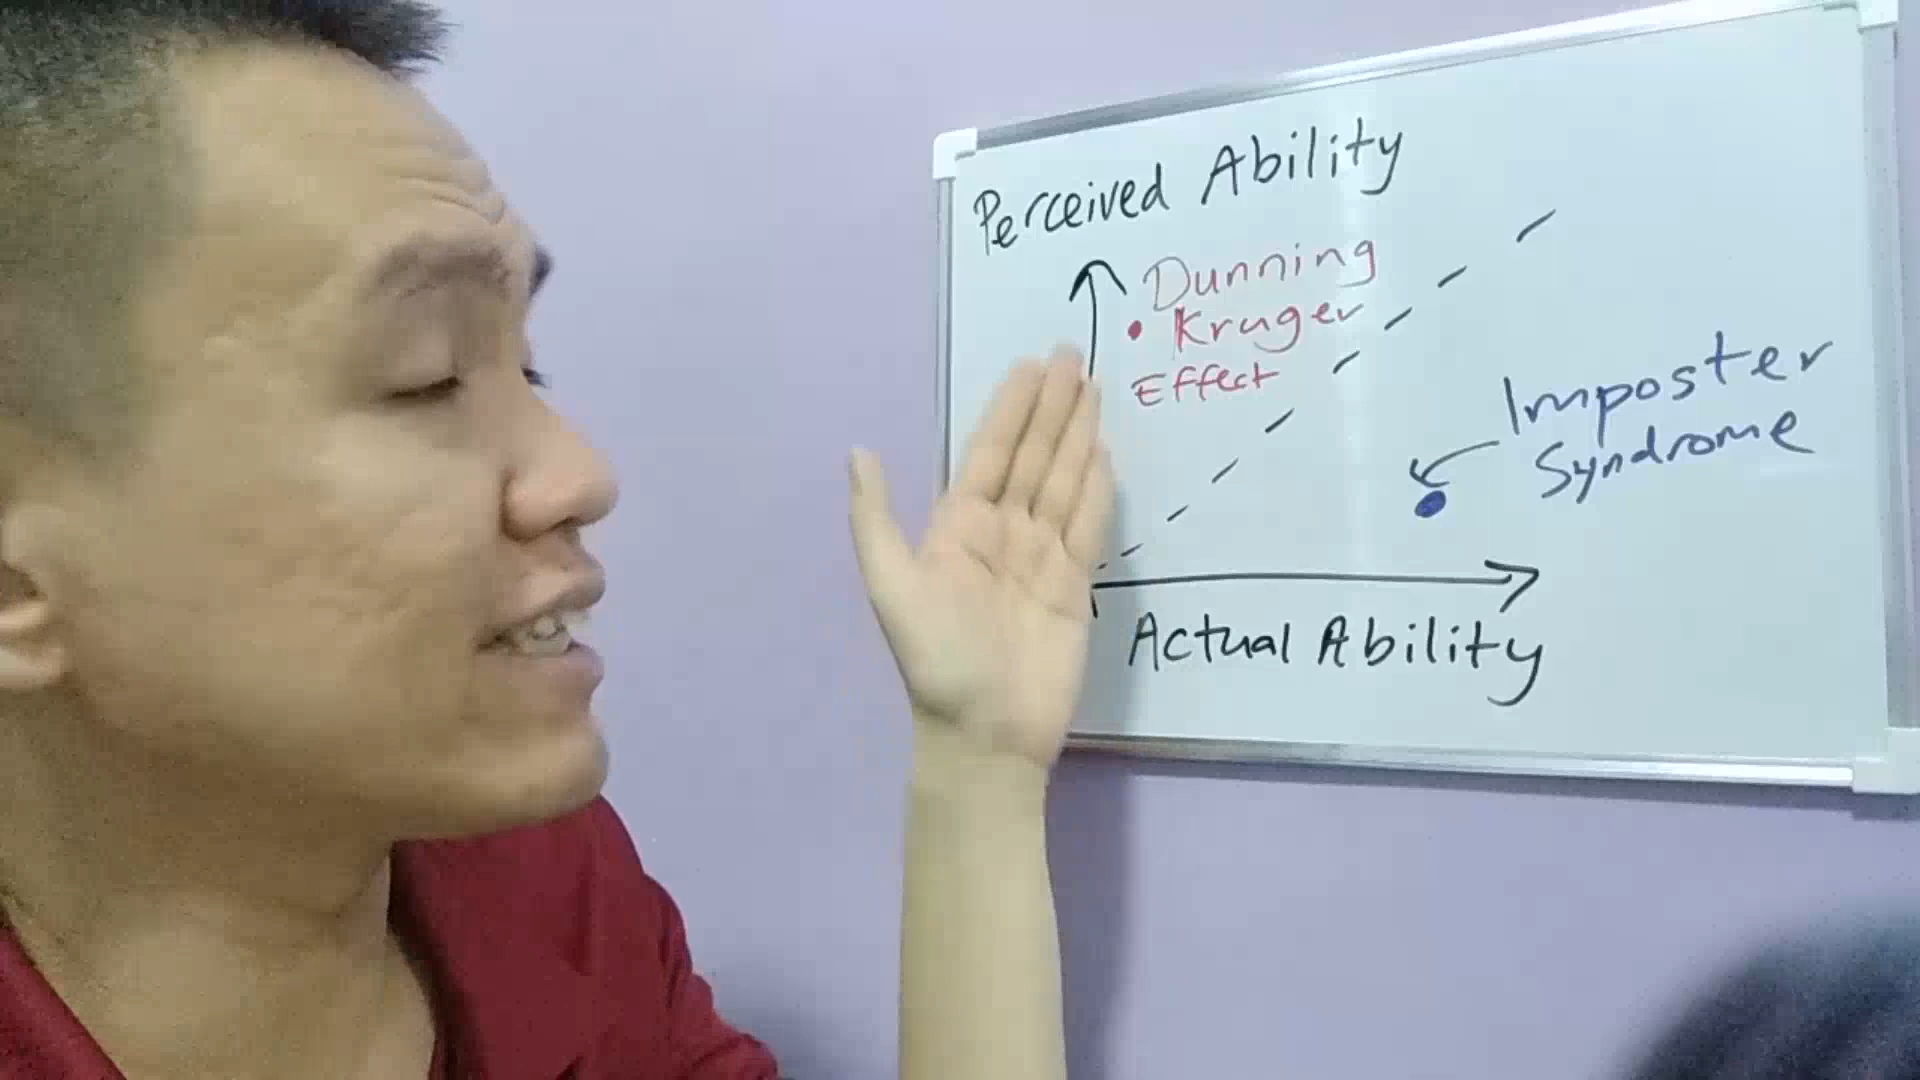 Perceived Ability
Dunning
Kruger
Effect
Imposter
Syndrome
Actual Ability